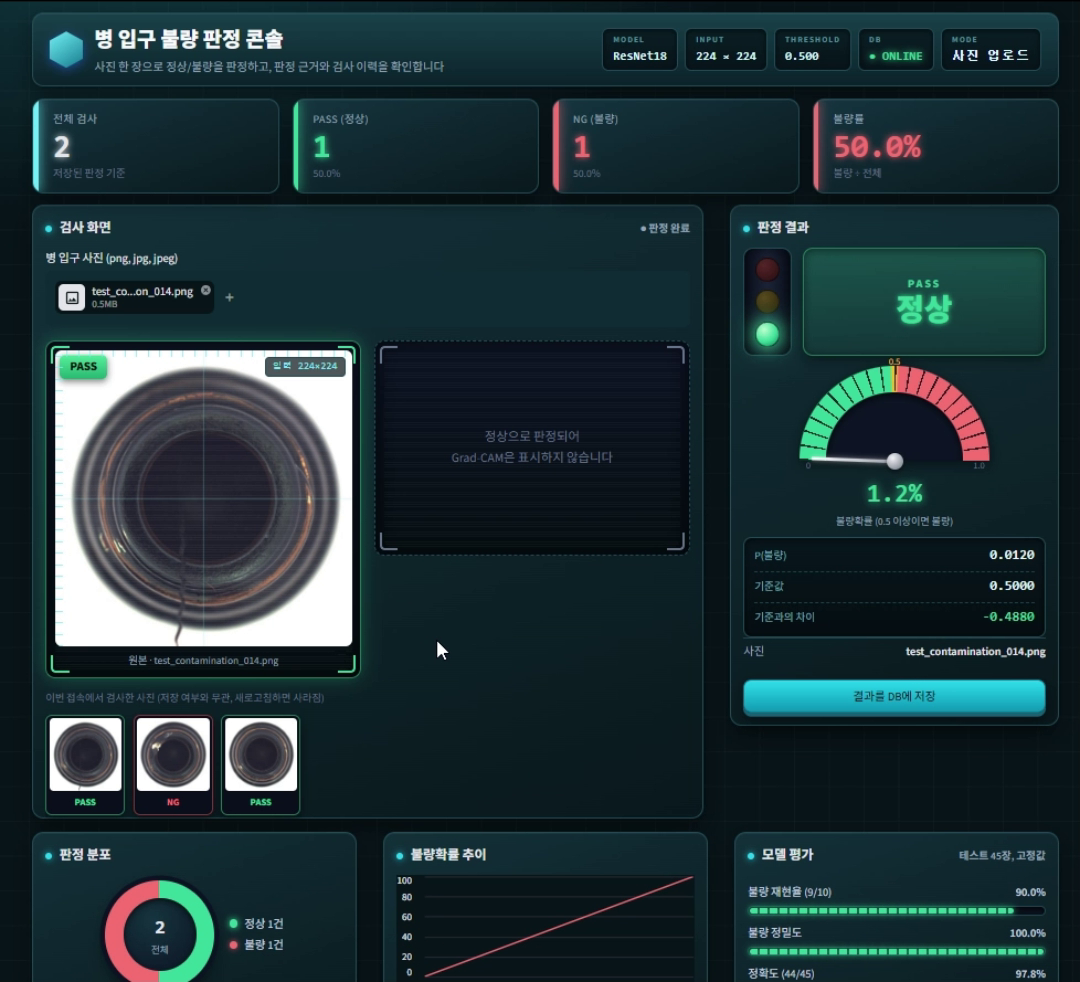 병 입구 불량 판정 콘솔
사진 한 장으로 정상/불량을 판정하고, 판정 근거와 검사 이력을 확인합니다
MODEL
ResNet18
INPUT
224 × 224
THRESHOLD
0.500
DB
● ONLINE
MODE
사진 업로드
전체 검사
2
저장된 판정 기준
PASS (정상)
1
50.0%
NG (불량)
1
50.0%
불량률
50.0%
불량 ÷ 전체
검사 화면
● 판정 완료
병 입구 사진 (png, jpg, jpeg)
test_co...on_014.png
0.5MB
+
PASS
입력 224×224
원본 · test_contamination_014.png
정상으로 판정되어
Grad-CAM은 표시하지 않습니다
이번 접속에서 검사한 사진 (저장 여부와 무관, 새로고침하면 사라짐)
PASS
NG
PASS
판정 결과
PASS
정상
0.5
0
1.0
1.2%
불량확률 (0.5 이상이면 불량)
P(불량)
0.0120
기준값
0.5000
기준과의 차이
-0.4880
사진
test_contamination_014.png
결과를 DB에 저장
판정 분포
2
전체
정상 1건
불량 1건
불량확률 추이
100
80
60
40
20
0
모델 평가
테스트 45장, 고정값
불량 재현율 (9/10)
90.0%
불량 정밀도
100.0%
정확도 (44/45)
97.8%